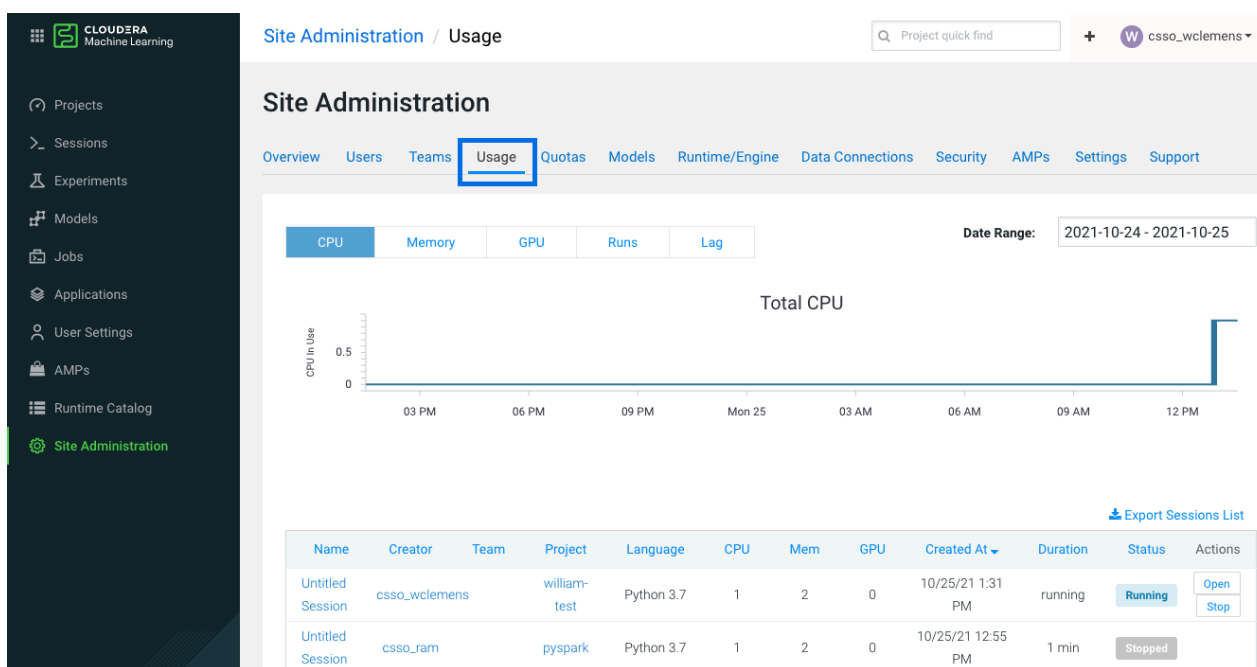 CLOUDERA
Machine Learning
Site Administration / Usage
Project quick find
+
W
csso_wclemens
Projects
Sessions
Experiments
Models
Jobs
Applications
User Settings
AMPs
Runtime Catalog
Site Administration
Site Administration
Overview Users Teams Usage Quotas Models Runtime/Engine Data Connections Security AMPs Settings Support
CPU Memory GPU Runs Lag
Date Range: 2021-10-24 - 2021-10-25
Total CPU
CPU In Use
0.5
0
03 PM 06 PM 09 PM Mon 25 03 AM 06 AM 09 AM 12 PM
Export Sessions List
Name Creator Team Project Language CPU Mem GPU Created At Duration Status Actions
Untitled Session csso_wclemens william-test Python 3.7 1 2 0 10/25/21 1:31 PM running Running Open Stop
Untitled Session csso_ram pyspark Python 3.7 1 2 0 10/25/21 12:55 PM 1 min Stopped